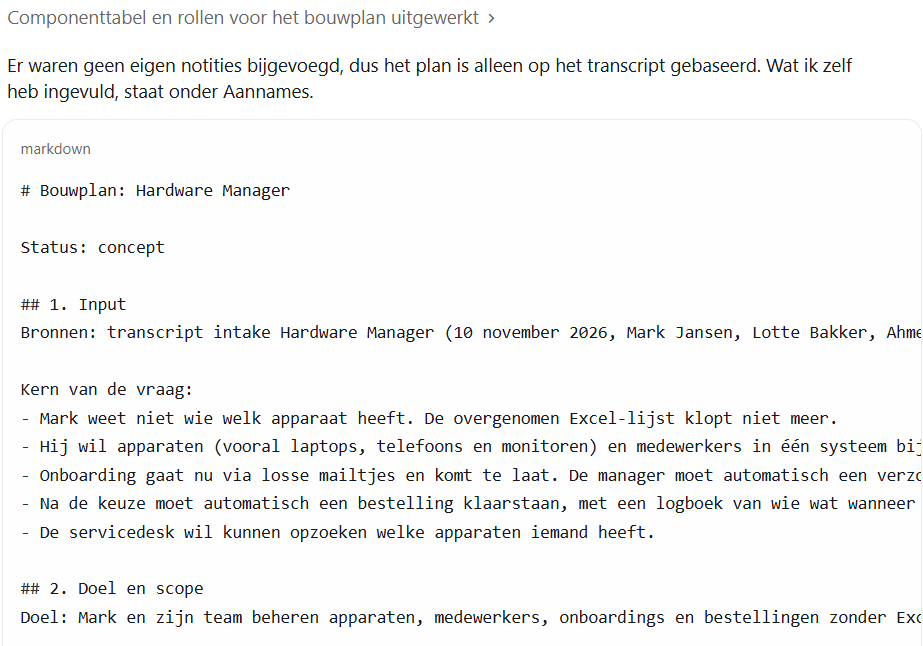 Componenttabel en rollen voor het bouwplan uitgewerkt >
Er waren geen eigen notities bijgevoegd, dus het plan is alleen op het transcript gebaseerd. Wat ik zelf
heb ingevuld, staat onder Aannames.
markdown
# Bouwplan: Hardware Manager
Status: concept
## 1. Input
Bronnen: transcript intake Hardware Manager (10 november 2026, Mark Jansen, Lotte Bakker,
Kern van de vraag:
- Mark weet niet wie welk apparaat heeft. De overgenomen Excel-lijst klopt niet meer.
- Hij wil apparaten (vooral laptops, telefoons en monitoren) en medewerkers in één systeem
- Onboarding gaat nu via losse mailtjes en komt te laat. De manager moet automatisch een
- Na de keuze moet automatisch een bestelling klaarstaan, met een logboek van wie wat wanneer
- De servicedesk wil kunnen opzoeken welke apparaten iemand heeft.
## 2. Doel en scope
Doel: Mark en zijn team beheren apparaten, medewerkers, onboardings en bestellingen zonder